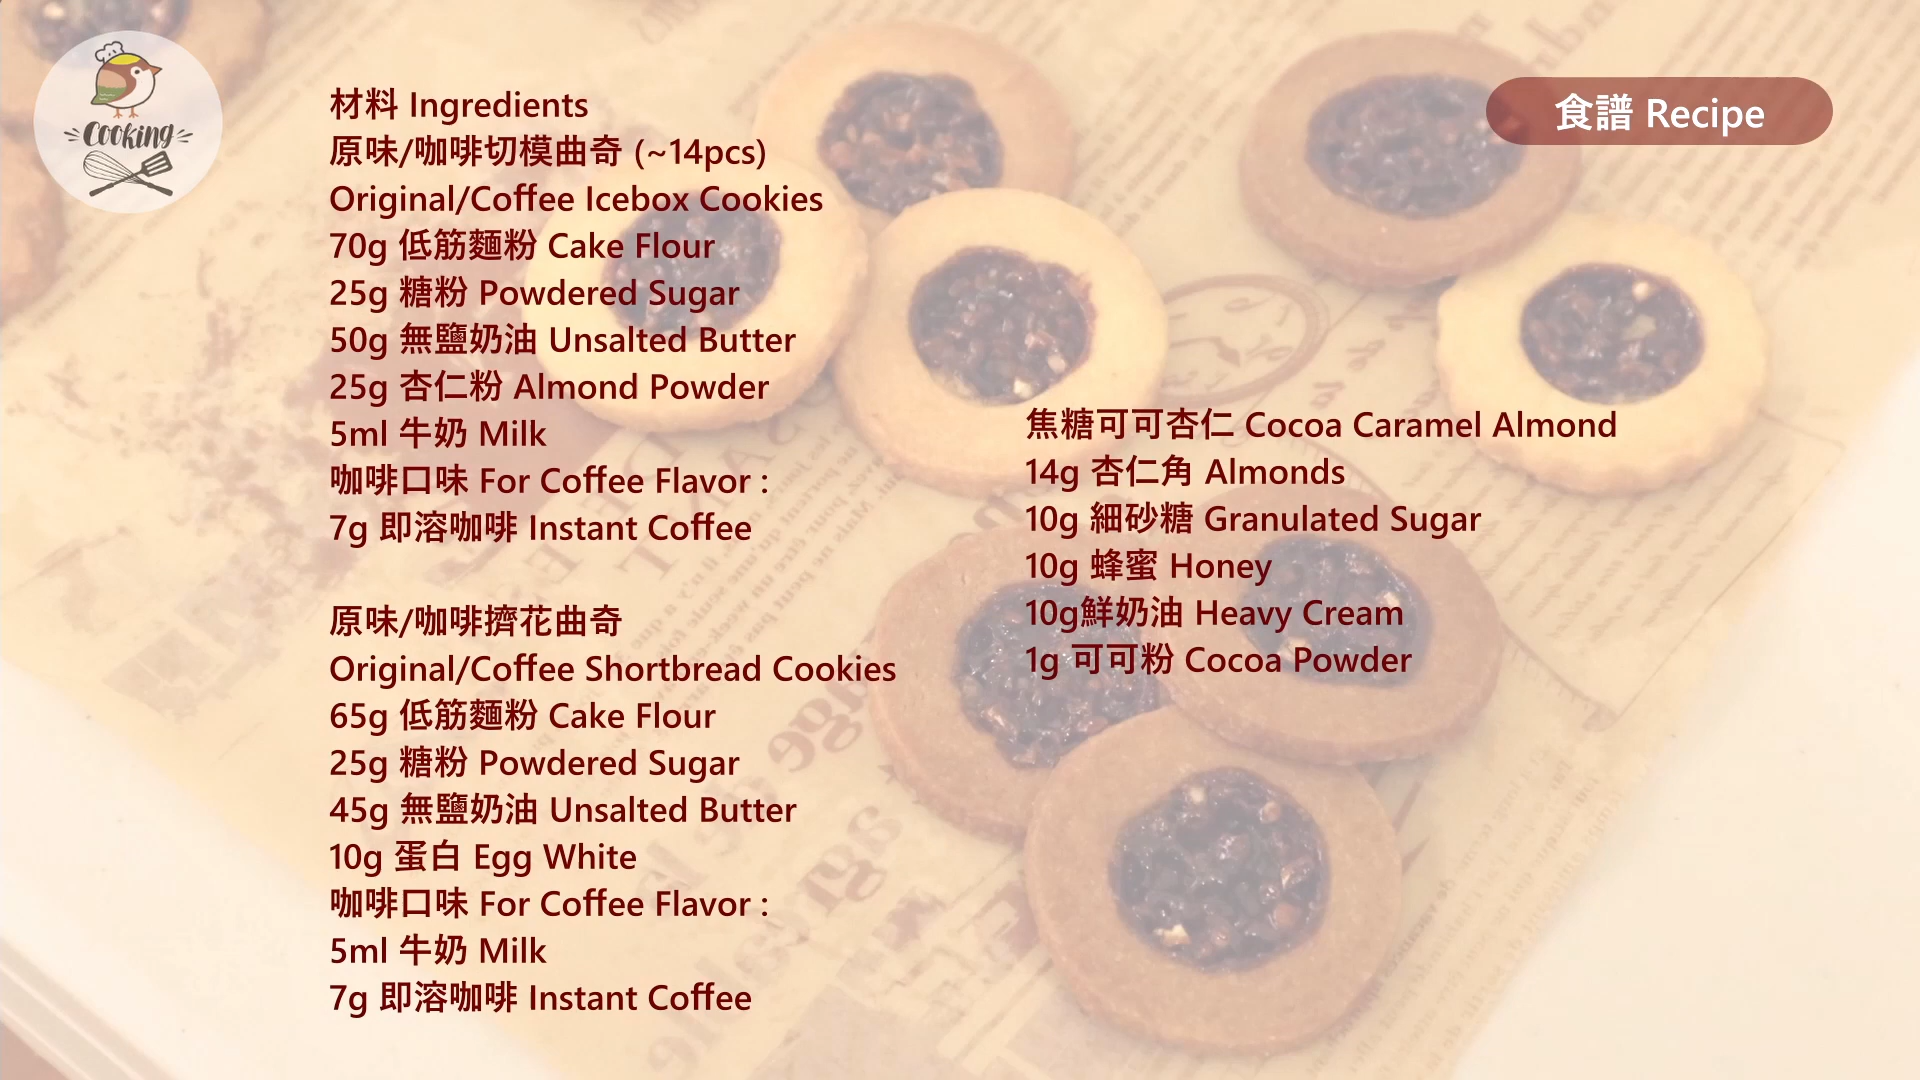 Cooking
食譜 Recipe
材料 Ingredients
原味/咖啡切模曲奇 (~14pcs)
Original/Coffee Icebox Cookies
70g 低筋麵粉 Cake Flour
25g 糖粉 Powdered Sugar
50g 無鹽奶油 Unsalted Butter
25g 杏仁粉 Almond Powder
5ml 牛奶 Milk
咖啡口味 For Coffee Flavor :
7g 即溶咖啡 Instant Coffee
原味/咖啡擠花曲奇
Original/Coffee Shortbread Cookies
65g 低筋麵粉 Cake Flour
25g 糖粉 Powdered Sugar
45g 無鹽奶油 Unsalted Butter
10g 蛋白 Egg White
咖啡口味 For Coffee Flavor :
5ml 牛奶 Milk
7g 即溶咖啡 Instant Coffee
焦糖可可杏仁 Cocoa Caramel Almond
14g 杏仁角 Almonds
10g 細砂糖 Granulated Sugar
10g 蜂蜜 Honey
10g鮮奶油 Heavy Cream
1g 可可粉 Cocoa Powder